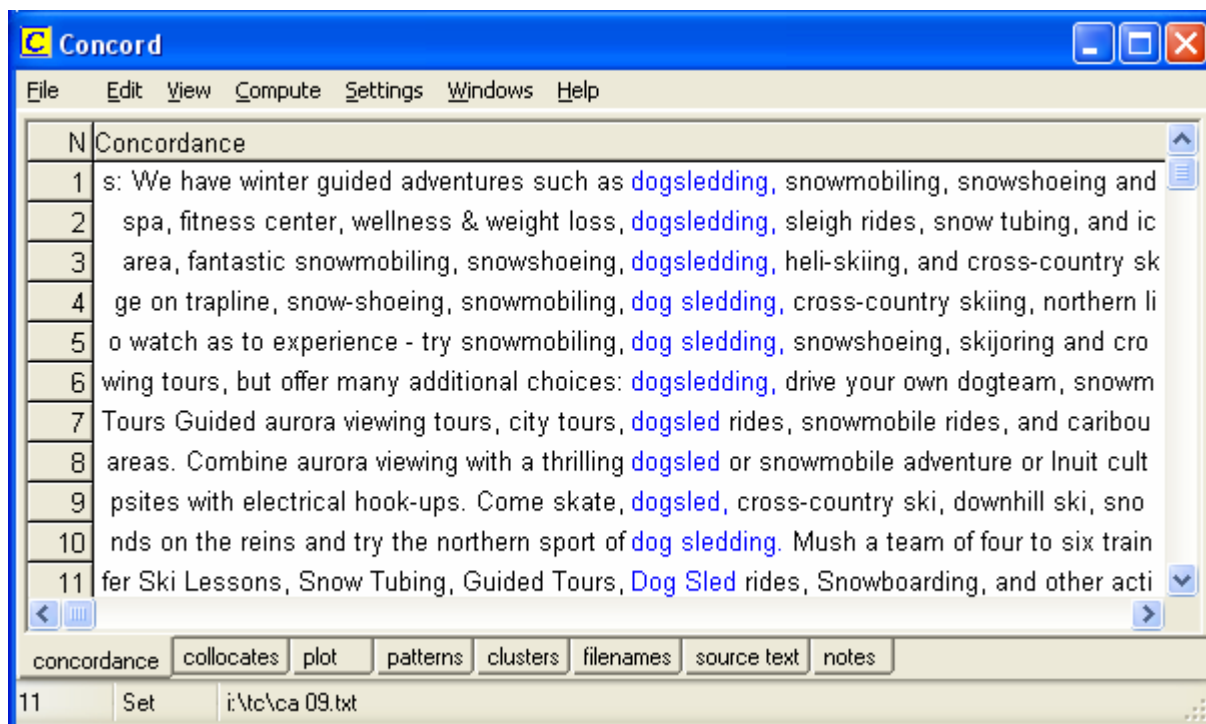 C Concord
File Edit View Compute Settings Windows Help
N Concordance
1 s: We have winter guided adventures such as dogsledding, snowmobiling, snowshoeing and
2 spa, fitness center, wellness & weight loss, dogsledding, sleigh rides, snow tubing, and ic
3 area, fantastic snowmobiling, snowshoeing, dogsledding, heli-skiing, and cross-country sk
4 ge on trapline, snow-shoeing, snowmobiling, dog sledding, cross-country skiing, northern li
5 o watch as to experience - try snowmobiling, dog sledding, snowshoeing, skijoring and cro
6 wing tours, but offer many additional choices: dogsledding, drive your own dogteam, snowm
7 Tours Guided aurora viewing tours, city tours, dogsled rides, snowmobile rides, and caribou
8 areas. Combine aurora viewing with a thrilling dogsled or snowmobile adventure or Inuit cult
9 psites with electrical hook-ups. Come skate, dogsled, cross-country ski, downhill ski, sno
10 nds on the reins and try the northern sport of dog sledding. Mush a team of four to six train
11 fer Ski Lessons, Snow Tubing, Guided Tours, Dog Sled rides, Snowboarding, and other acti
concordance collocates plot patterns clusters filenames source text notes
11 Set i:\tc\ca 09.txt